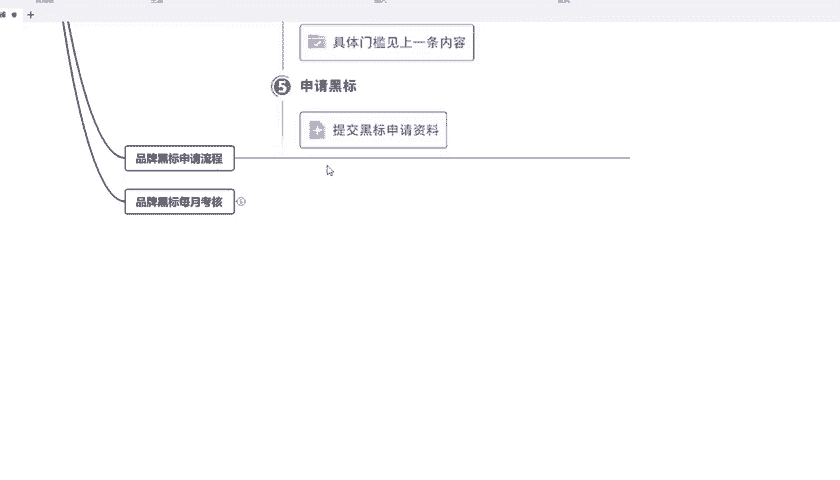 具体门槛见上一条内容
5 申请黑标
提交黑标申请资料
品牌黑标申请流程
品牌黑标每月考核